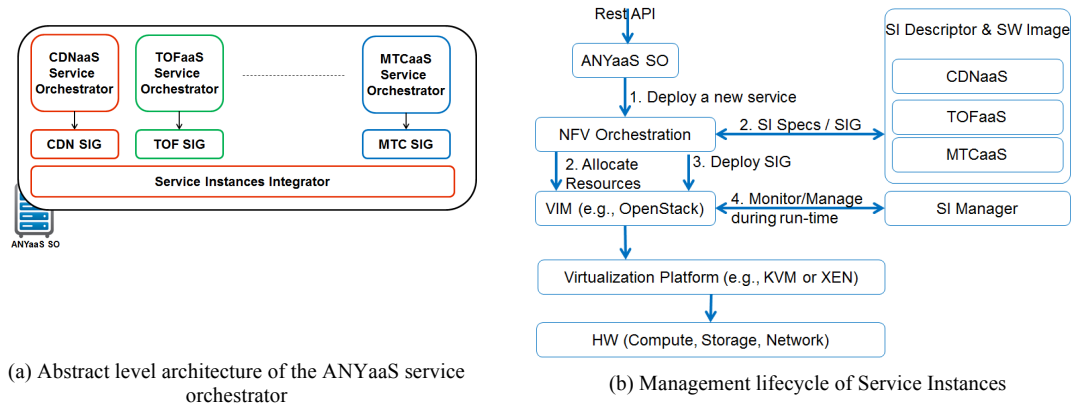 CDNaaS
Service
Orchestrator
TOFaaS
Service
Orchestrator
MTCaaS
Service
Orchestrator
CDN SIG
TOF SIG
MTC SIG
Service Instances Integrator
ANYaaS SO
(a) Abstract level architecture of the ANYaaS service
orchestrator
Rest API
ANYaaS SO
1. Deploy a new service
NFV Orchestration
2. SI Specs / SIG
SI Descriptor & SW Image
CDNaaS
TOFaaS
MTCaaS
2. Allocate
Resources
3. Deploy SIG
VIM (e.g., OpenStack)
4. Monitor/Manage
during run-time
SI Manager
Virtualization Platform (e.g., KVM or XEN)
HW (Compute, Storage, Network)
(b) Management lifecycle of Service Instances